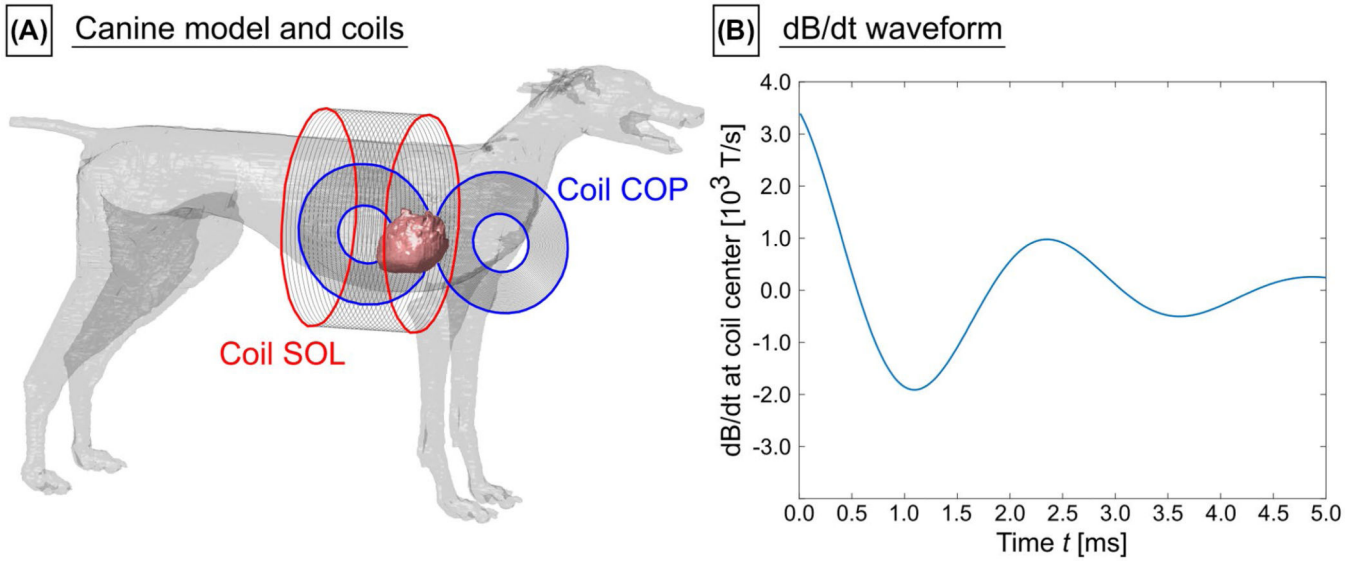 (A) Canine model and coils
Coil COP
Coil SOL
(B) dB/dt waveform
dB/dt at coil center [10³ T/s]
4.0
3.0
2.0
1.0
0.0
-1.0
-2.0
-3.0
0.0 0.5 1.0 1.5 2.0 2.5 3.0 3.5 4.0 4.5 5.0
Time t [ms]